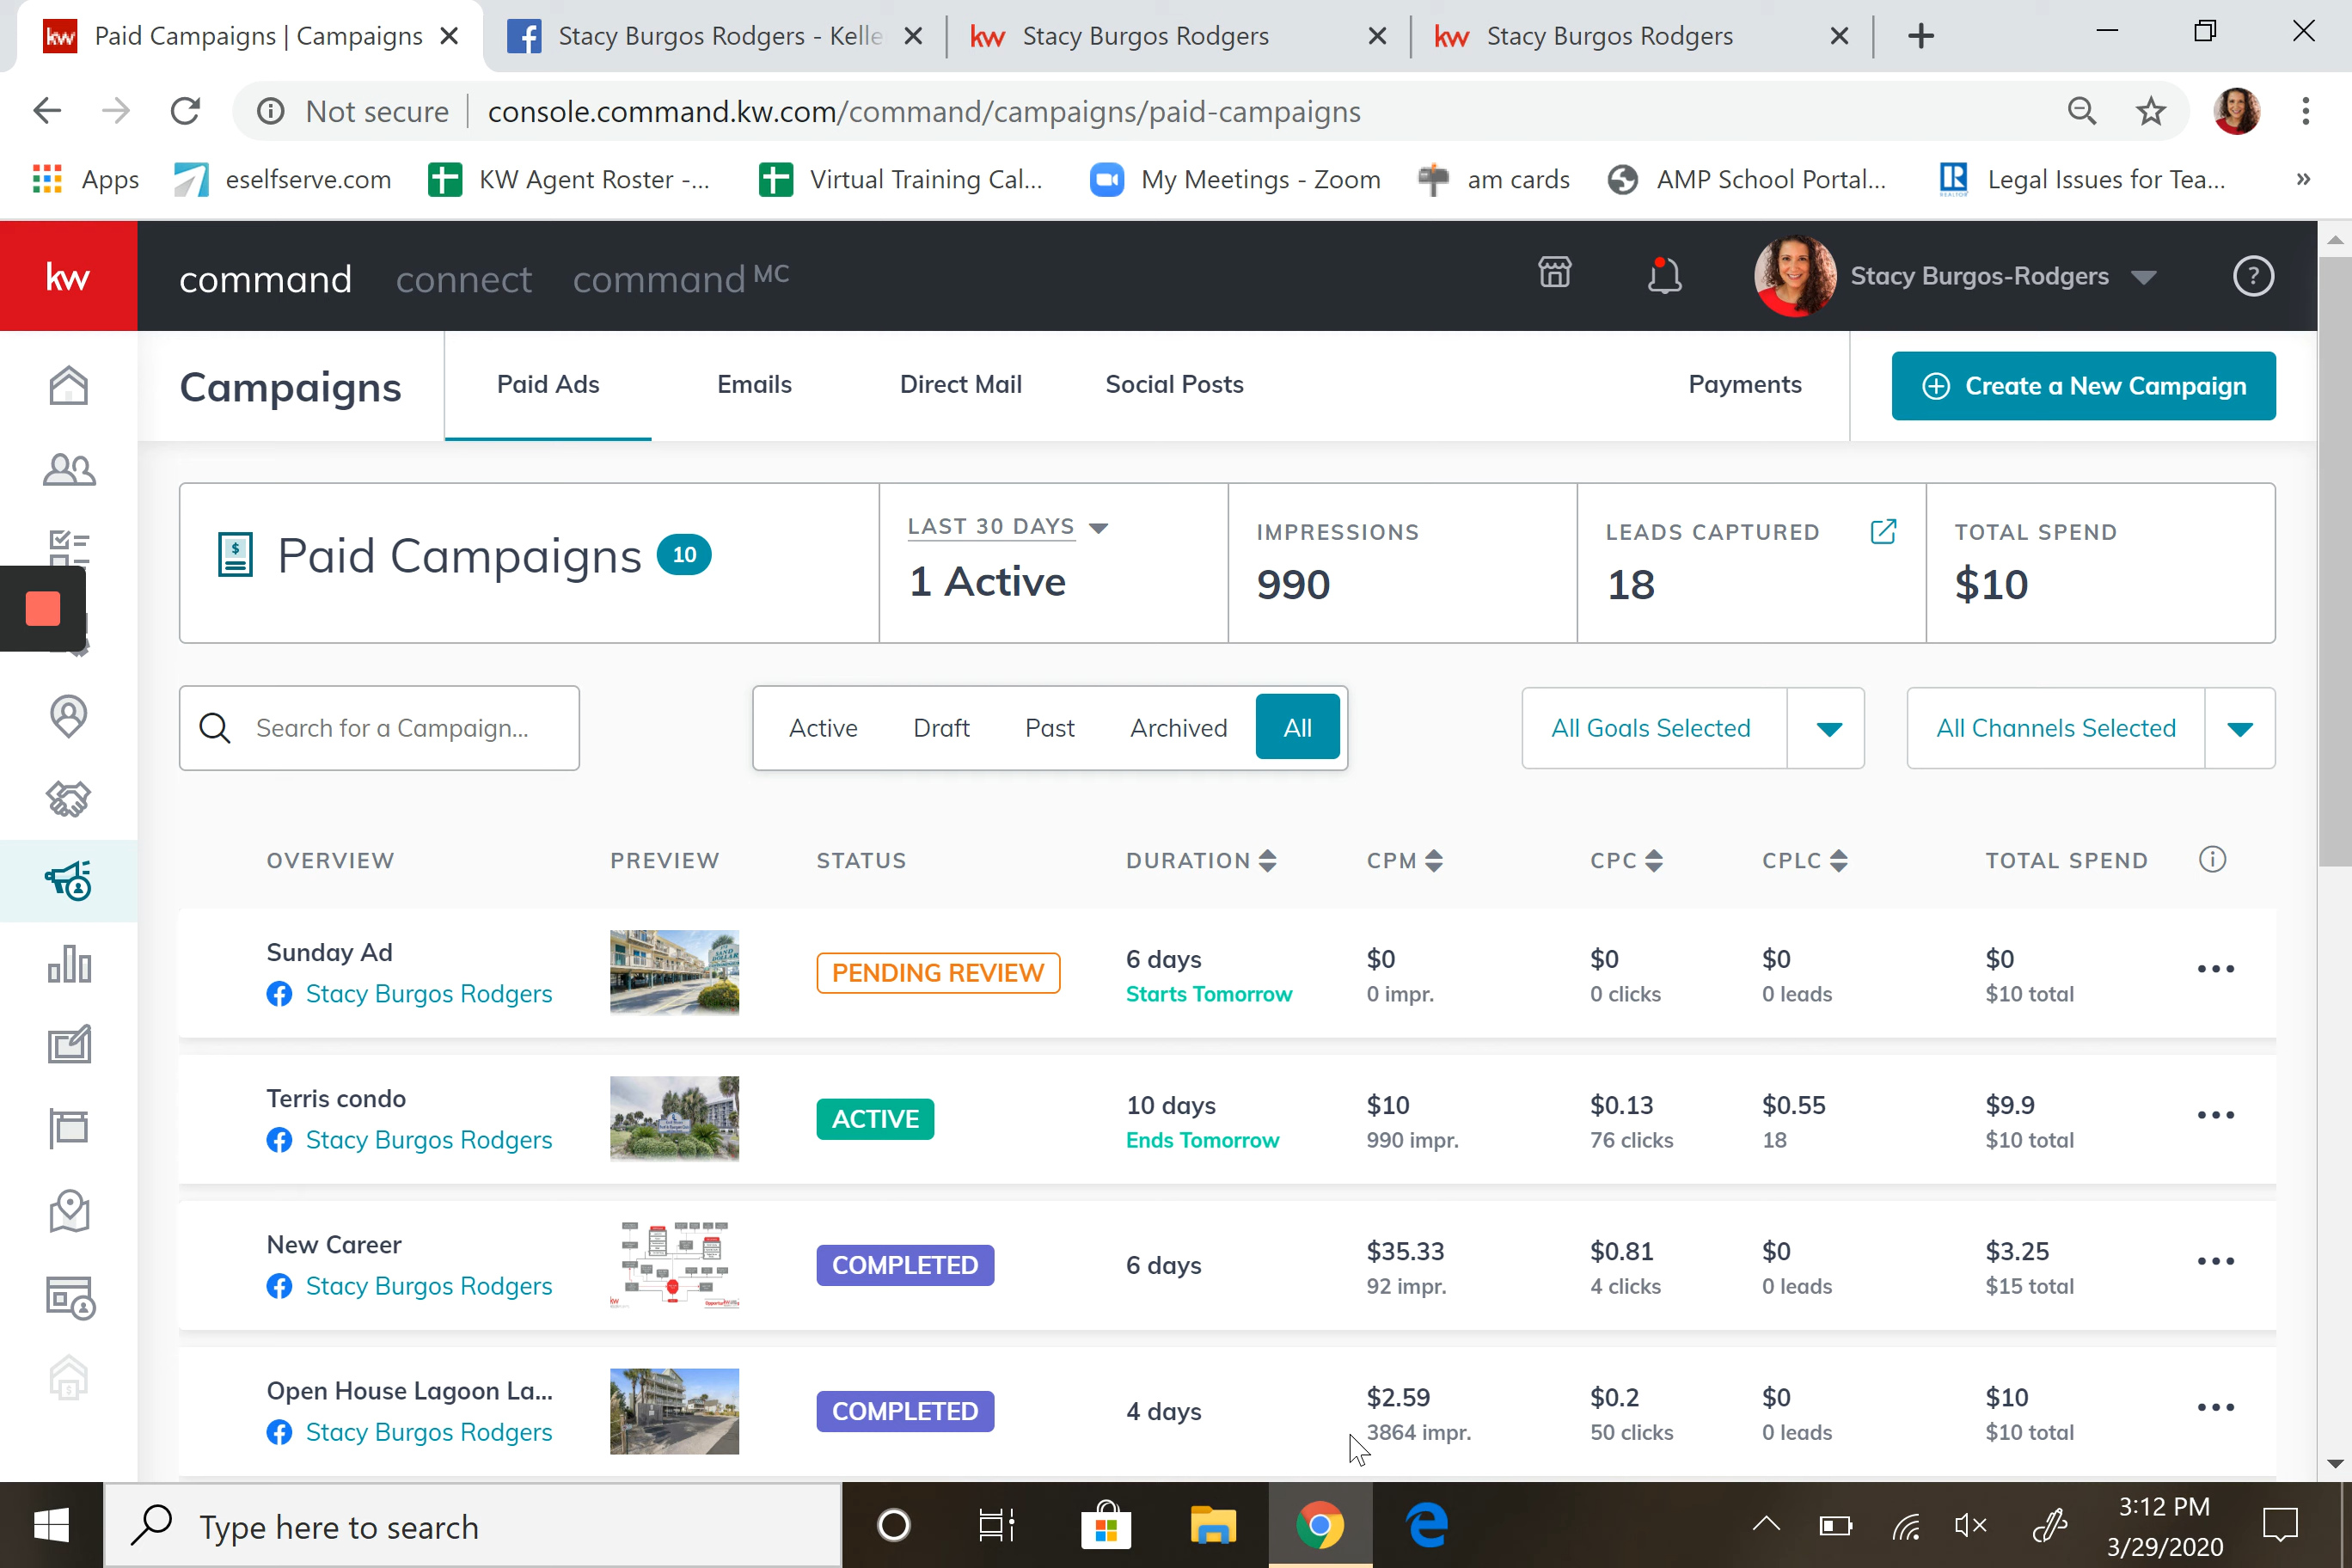 kw Paid Campaigns | Campaigns
Stacy Burgos Rodgers - Kelle
kw Stacy Burgos Rodgers
kw Stacy Burgos Rodgers
Not secure console.command.kw.com/command/campaigns/paid-campaigns
Apps eselfserve.com KW Agent Roster -... Virtual Training Cal... My Meetings - Zoom am cards AMP School Portal... Legal Issues for Tea... »
kw command connect command MC Stacy Burgos-Rodgers ?
Campaigns Paid Ads Emails Direct Mail Social Posts Payments Create a New Campaign
Paid Campaigns 10
LAST 30 DAYS
1 Active
IMPRESSIONS
990
LEADS CAPTURED
18
TOTAL SPEND
$10
Search for a Campaign...
Active Draft Past Archived All
All Goals Selected
All Channels Selected
OVERVIEW PREVIEW STATUS DURATION CPM CPC CPLC TOTAL SPEND
Sunday Ad PENDING REVIEW 6 days $0 $0 $0 $0
Stacy Burgos Rodgers Starts Tomorrow 0 impr. 0 clicks 0 leads $10 total
Terris condo ACTIVE 10 days $10 $0.13 $0.55 $9.9
Stacy Burgos Rodgers Ends Tomorrow 990 impr. 76 clicks 18 $10 total
New Career COMPLETED 6 days $35.33 $0.81 $0 $3.25
Stacy Burgos Rodgers 92 impr. 4 clicks 0 leads $15 total
Open House Lagoon La... COMPLETED 4 days $2.59 $0.2 $0 $10
Stacy Burgos Rodgers 3864 impr. 50 clicks 0 leads $10 total
Type here to search
3:12 PM
3/29/2020